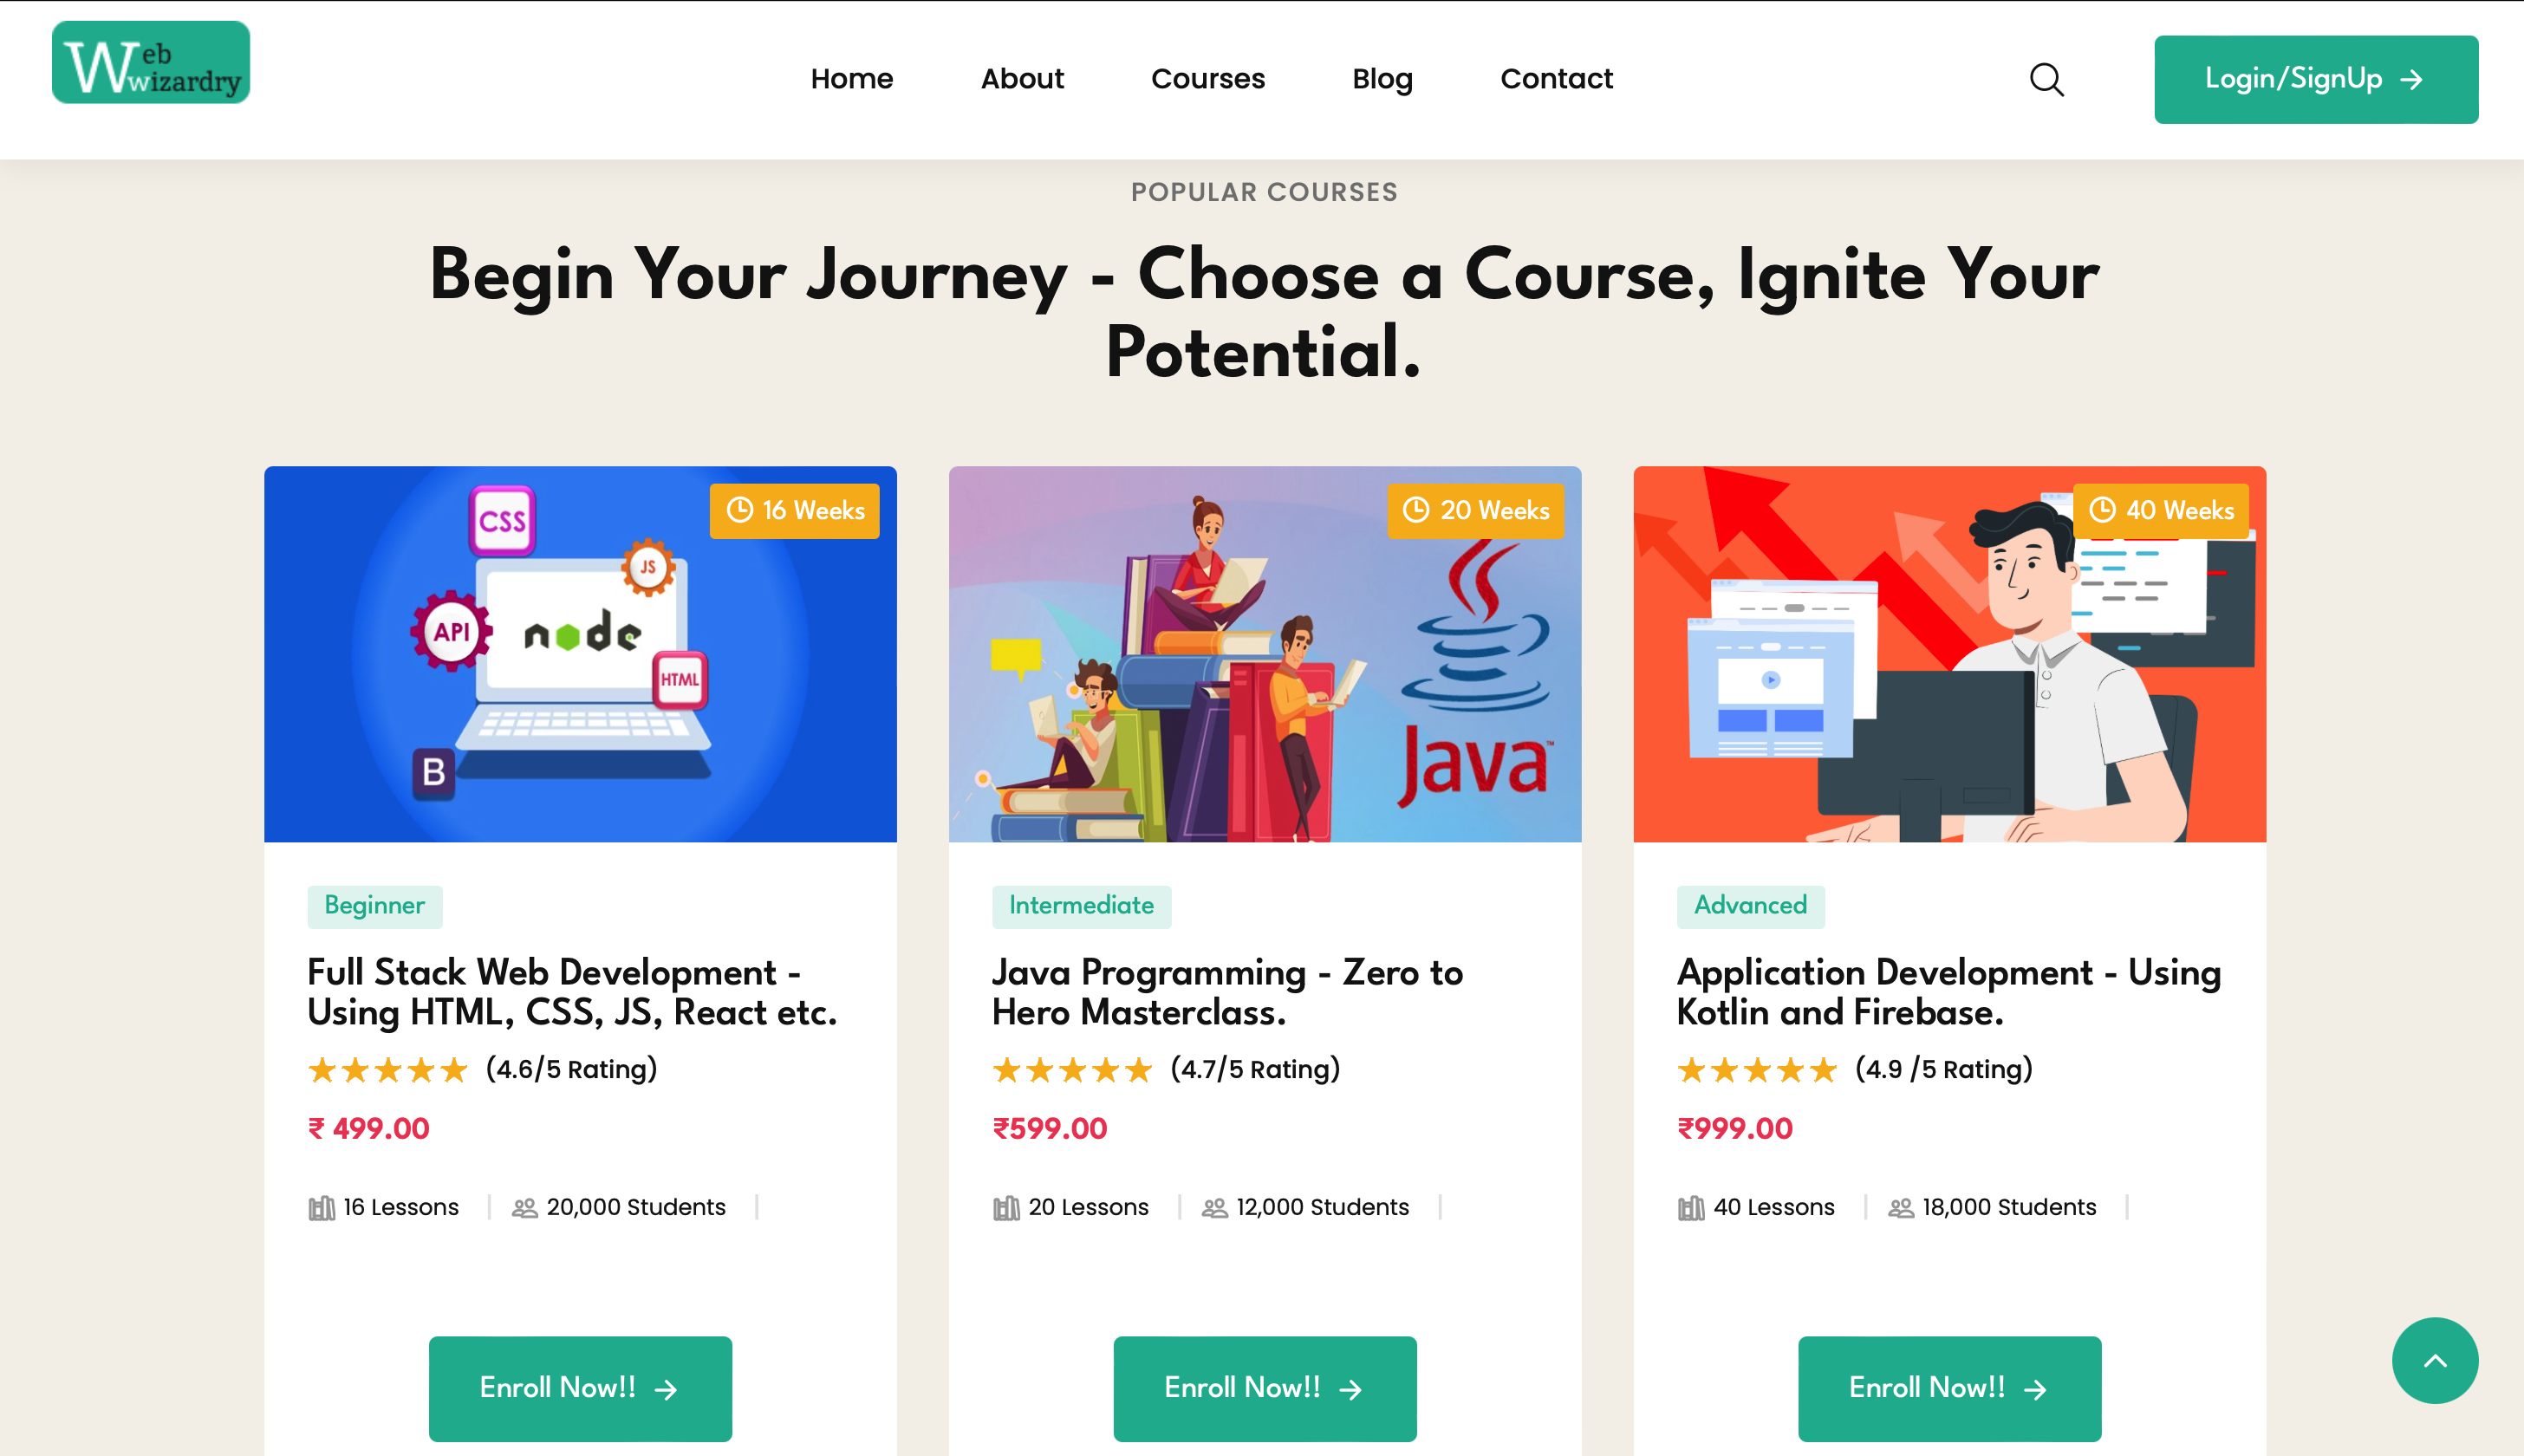 Web
wizardry
Home About Courses Blog Contact
Login/SignUp →
POPULAR COURSES
Begin Your Journey - Choose a Course, Ignite Your
Potential.
CSS
JS
API
node
HTML
B
16 Weeks
Java™
20 Weeks
40 Weeks
Beginner
Full Stack Web Development -
Using HTML, CSS, JS, React etc.
★★★★★ (4.6/5 Rating)
₹ 499.00
16 Lessons 20,000 Students
Enroll Now!! →
Intermediate
Java Programming - Zero to
Hero Masterclass.
★★★★★ (4.7/5 Rating)
₹599.00
20 Lessons 12,000 Students
Enroll Now!! →
Advanced
Application Development - Using
Kotlin and Firebase.
★★★★★ (4.9 /5 Rating)
₹999.00
40 Lessons 18,000 Students
Enroll Now!! →